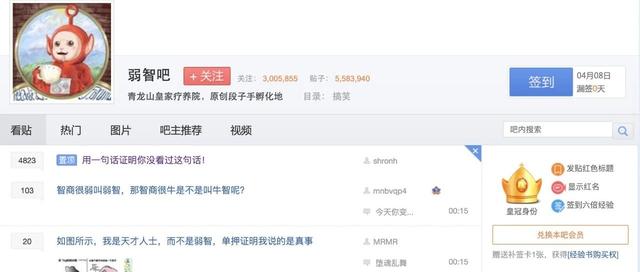 弱智吧 + 关注 关注: 3,005,855 贴子: 5,583,940
青龙山皇家疗养院，原创段子手孵化地 目录: 搞笑
签到 04月08日
漏签0天
看贴 热门 图片 吧主推荐 视频 吧内搜索
4823 置顶 用一句话证明你没看过这句话! shronh
103 智商很弱叫弱智，那智商很牛是不是叫牛智呢? mnbvqp4
今天你变... 00:15
20 如图所示，我是天才人士，而不是弱智，单押证明我说的是真事 MRMR
堕魂乱舞 00:15
皇冠身份
发贴红色标题
显示红名
签到六倍经验
兑换本吧会员
赠送补签卡1张，获得[经验书购买权]